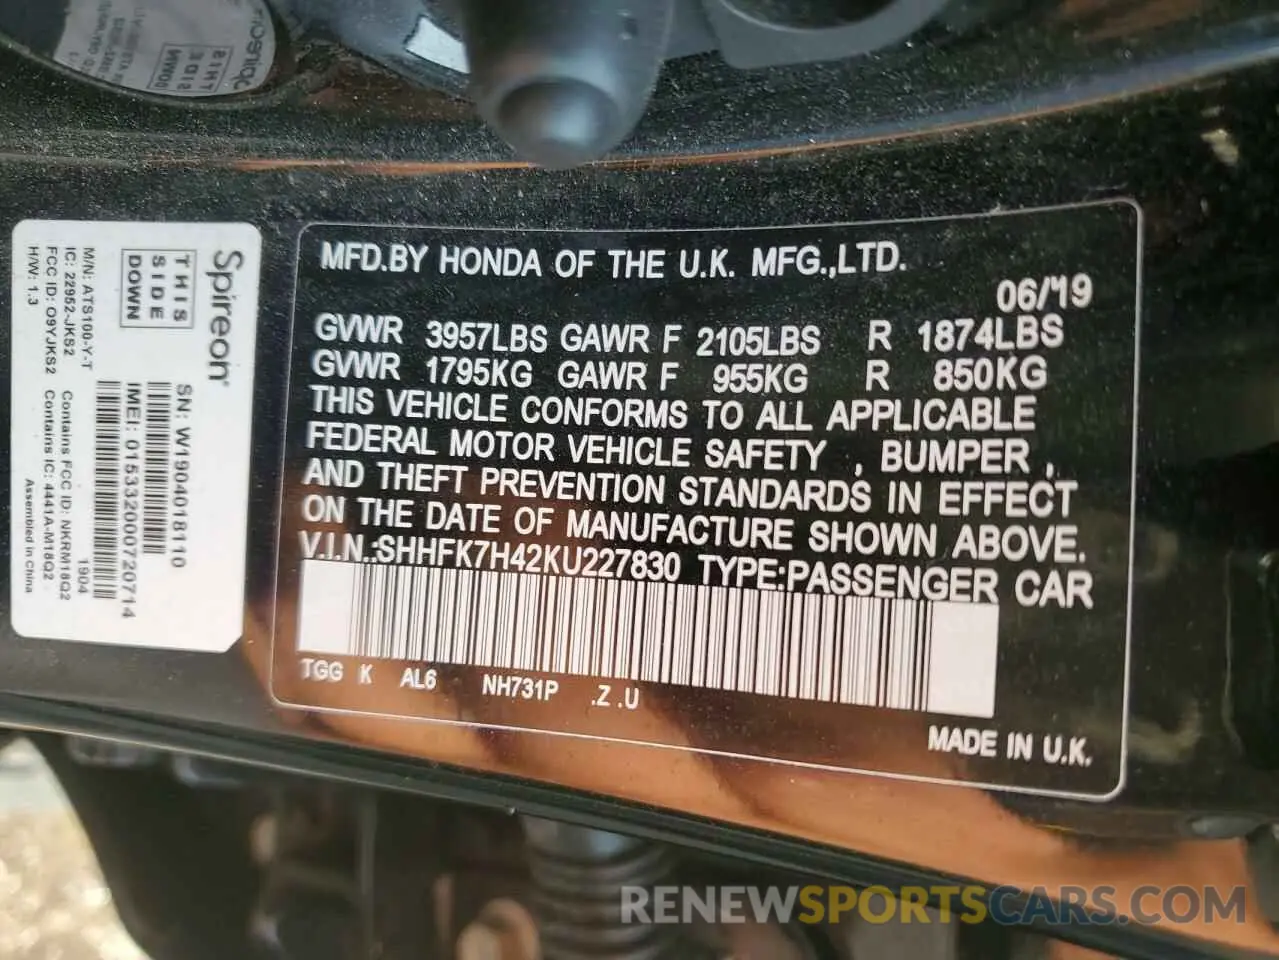 MFD.BY HONDA OF THE U.K. MFG.,LTD.
06/19
GVWR 3957LBS GAWR F 2105LBS R 1874LBS
GVWR 1795KG GAWR F 955KG R 850KG
THIS VEHICLE CONFORMS TO ALL APPLICABLE
FEDERAL MOTOR VEHICLE SAFETY , BUMPER ,
AND THEFT PREVENTION STANDARDS IN EFFECT
ON THE DATE OF MANUFACTURE SHOWN ABOVE.
V.I.N.:SHHFK7H42KU227830 TYPE:PASSENGER CAR
TGG K AL6 NH731P .Z .U
MADE IN U.K.
Spireon
THIS
SIDE
DOWN
SN: W1904018110
IMEI: 015332000720714
1904
M/N: ATS100-Y-T
IC: 22952-JKS2 Contains FCC ID: NKRM18Q2
FCC ID: O9YJKS2 Contains IC: 4441A-M18Q2
H/W: 1.3 Assembled in China
RENEWSPORTSCARS.COM